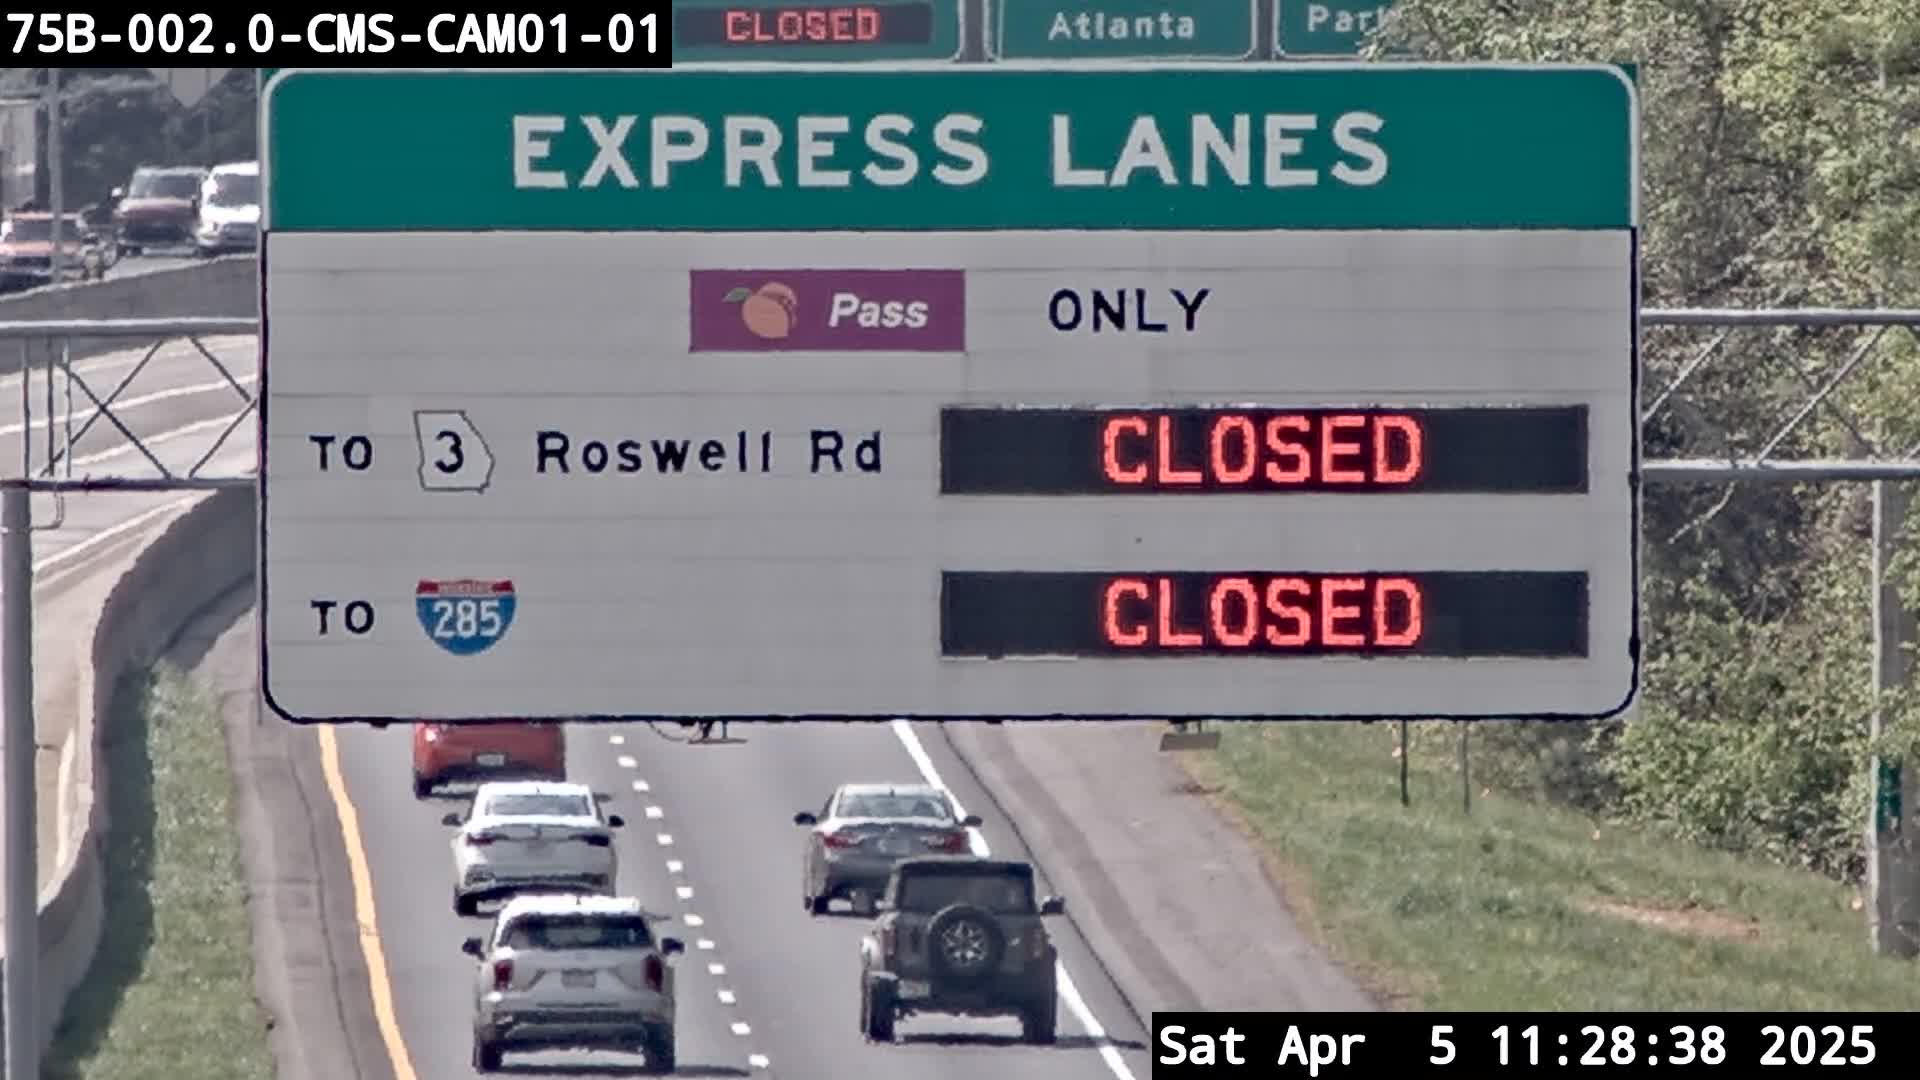 75B-002.0-CMS-CAM01-01
CLOSED
Atlanta
EXPRESS LANES
Pass ONLY
TO 3 Roswell Rd CLOSED
TO 285 CLOSED
Sat Apr 5 11:28:38 2025